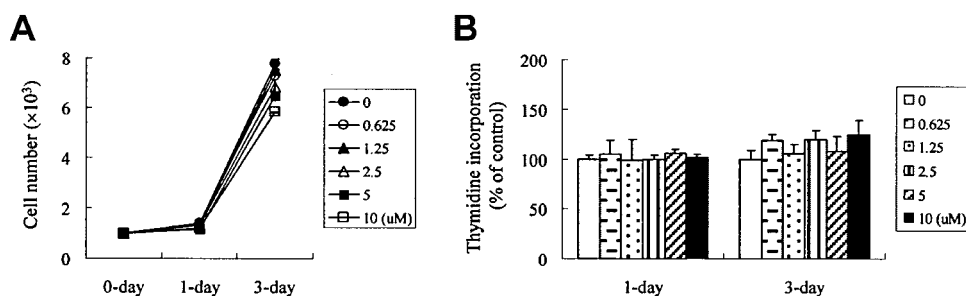 A
Cell number (×10³)
8
6
4
2
0
0-day 1-day 3-day
0
0.625
1.25
2.5
5
10 (uM)
B
Thymidine incorporation
(% of control)
200
150
100
50
0
1-day 3-day
0
0.625
1.25
2.5
5
10 (uM)